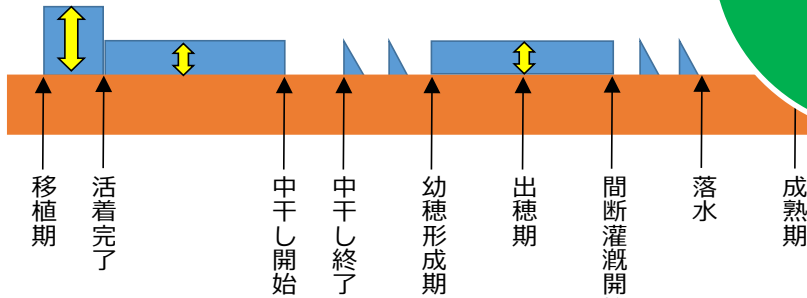 移植期
活着完了
中干し開始
中干し終了
幼穂形成期
出穂期
間断灌漑開
落水
成熟期